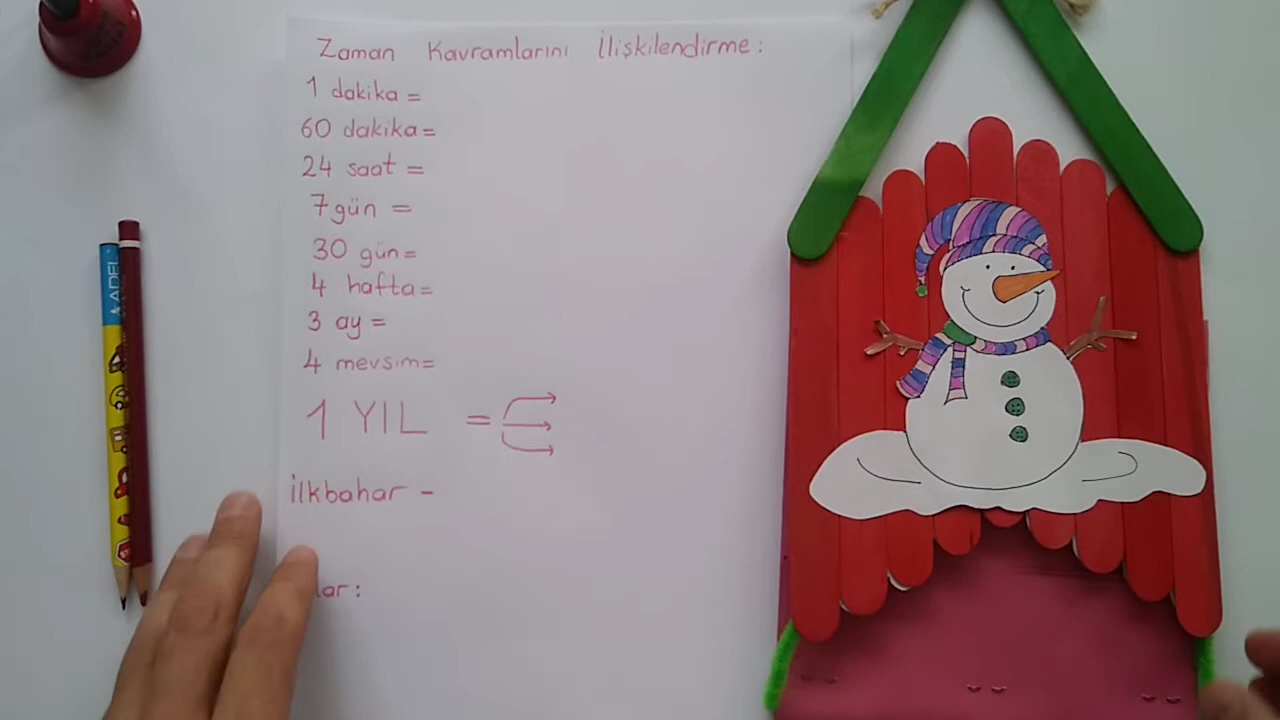 Zaman Kavramlarını İlişkilendirme:
1 dakika =
60 dakika=
24 saat =
7 gün =
30 gün=
4 hafta=
3 ay =
4 mevsim=
1 YIL =
İlkbahar -
lar:
ADEL